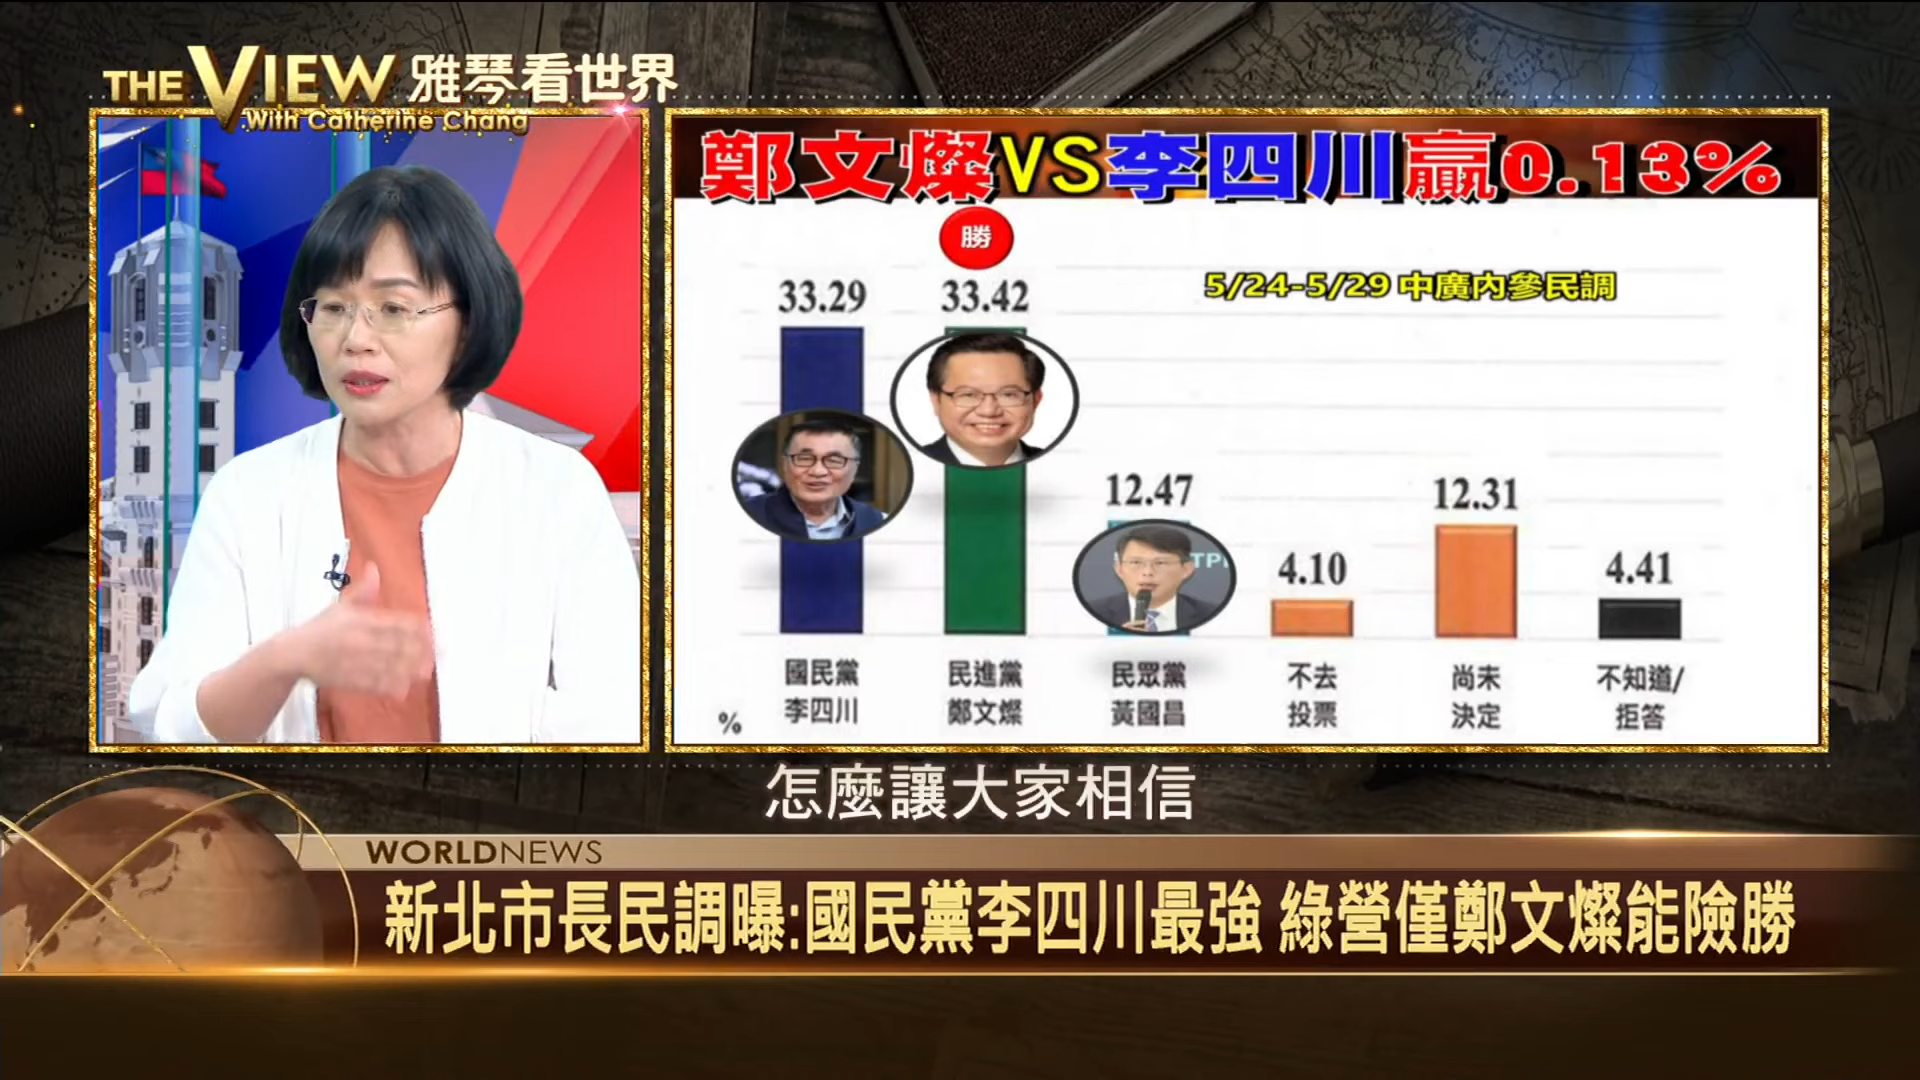 THE VIEW 雅琴看世界
With Catherine Chang
鄭文燦VS李四川贏0.13%
勝
5/24-5/29 中廣內參民調
33.29
33.42
12.47
4.10
12.31
4.41
TP
%
國民黨
李四川
民進黨
鄭文燦
民眾黨
黃國昌
不去
投票
尚未
決定
不知道/
拒答
怎麼讓大家相信
WORLDNEWS
新北市長民調曝:國民黨李四川最強 綠營僅鄭文燦能險勝